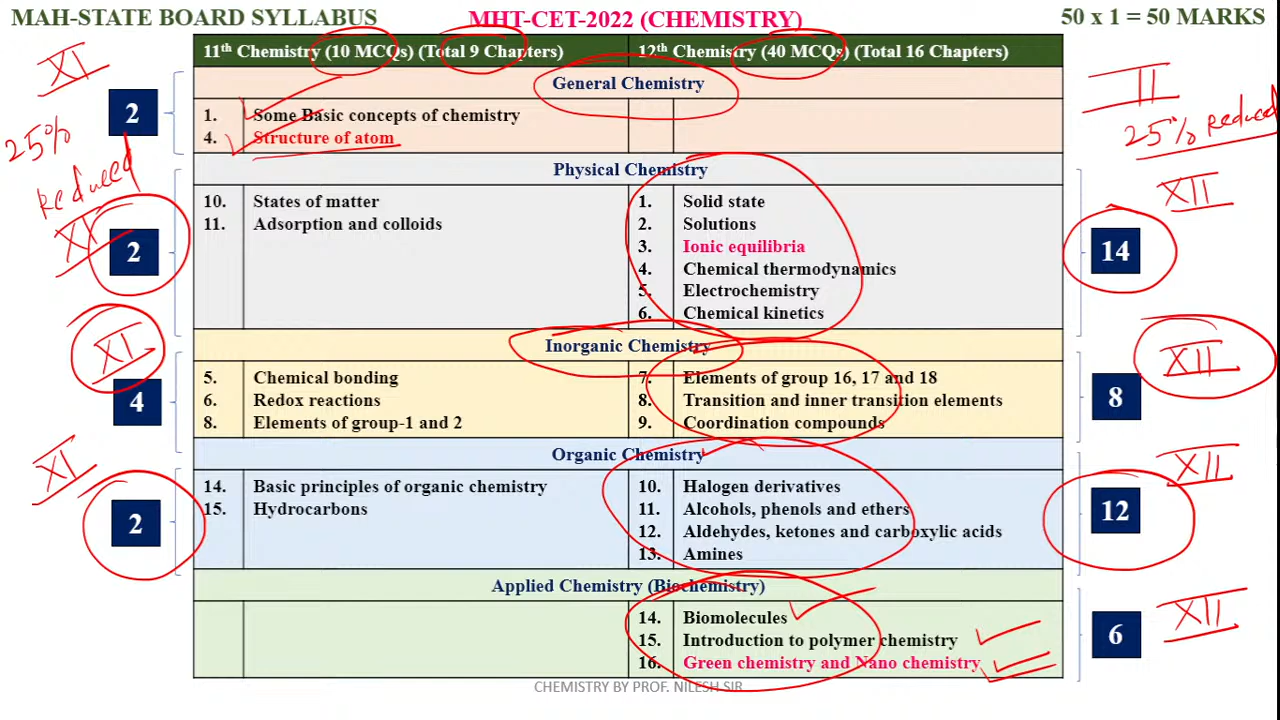 MAH-STATE BOARD SYLLABUS MHT-CET-2022 (CHEMISTRY) 50 x 1 = 50 MARKS
11th Chemistry (10 MCQs) (Total 9 Chapters) 12th Chemistry (40 MCQs) (Total 16 Chapters)
XI
General Chemistry
II
2
1. Some Basic concepts of chemistry
4. Structure of atom
25% Reduced
25% Reduced
Physical Chemistry
XI
XII
2
10. States of matter
11. Adsorption and colloids
1. Solid state
2. Solutions
3. Ionic equilibria
4. Chemical thermodynamics
5. Electrochemistry
6. Chemical kinetics
14
Inorganic Chemistry
XI
XII
4
5. Chemical bonding
6. Redox reactions
8. Elements of group-1 and 2
7. Elements of group 16, 17 and 18
8. Transition and inner transition elements
9. Coordination compounds
8
Organic Chemistry
XI
XII
2
14. Basic principles of organic chemistry
15. Hydrocarbons
10. Halogen derivatives
11. Alcohols, phenols and ethers
12. Aldehydes, ketones and carboxylic acids
13. Amines
12
Applied Chemistry (Biochemistry)
14. Biomolecules
15. Introduction to polymer chemistry
16. Green chemistry and Nano chemistry
6
XII
CHEMISTRY BY PROF. NILESH SIR